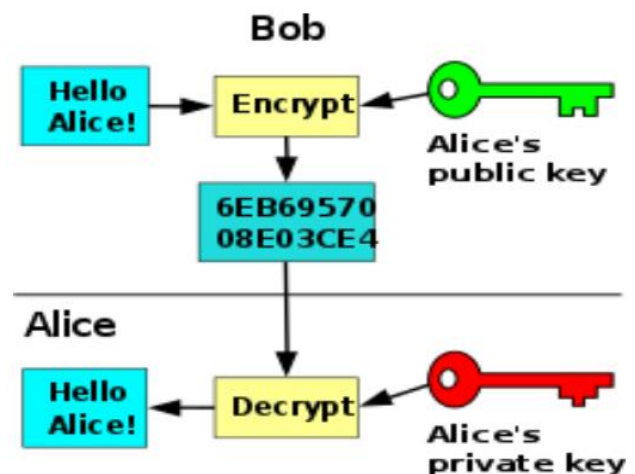 Bob
Hello
Alice!
Encrypt
Alice's
public key
6EB69570
08E03CE4
Alice
Hello
Alice!
Decrypt
Alice's
private key